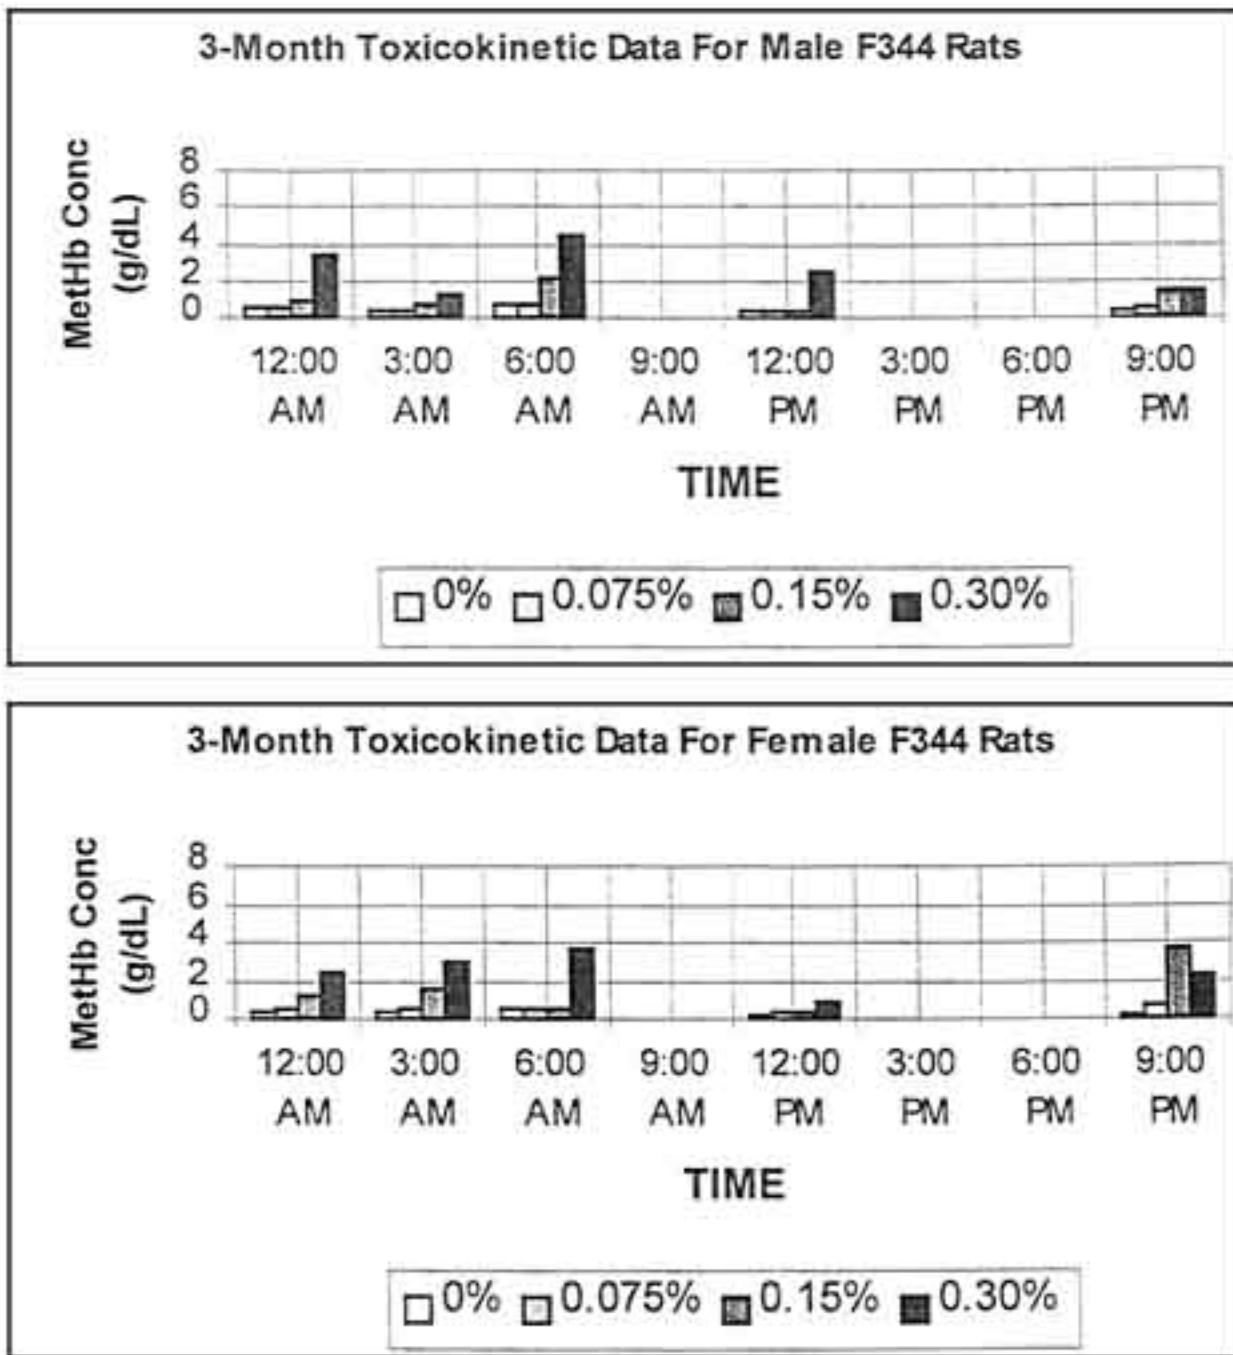 3-Month Toxicokinetic Data For Male F344 Rats
MetHb Conc
(g/dL)
8
6
4
2
0
12:00 3:00 6:00 9:00 12:00 3:00 6:00 9:00
AM AM AM AM PM PM PM PM
TIME
0% 0.075% 0.15% 0.30%
3-Month Toxicokinetic Data For Female F344 Rats
MetHb Conc
(g/dL)
8
6
4
2
0
12:00 3:00 6:00 9:00 12:00 3:00 6:00 9:00
AM AM AM AM PM PM PM PM
TIME
0% 0.075% 0.15% 0.30%